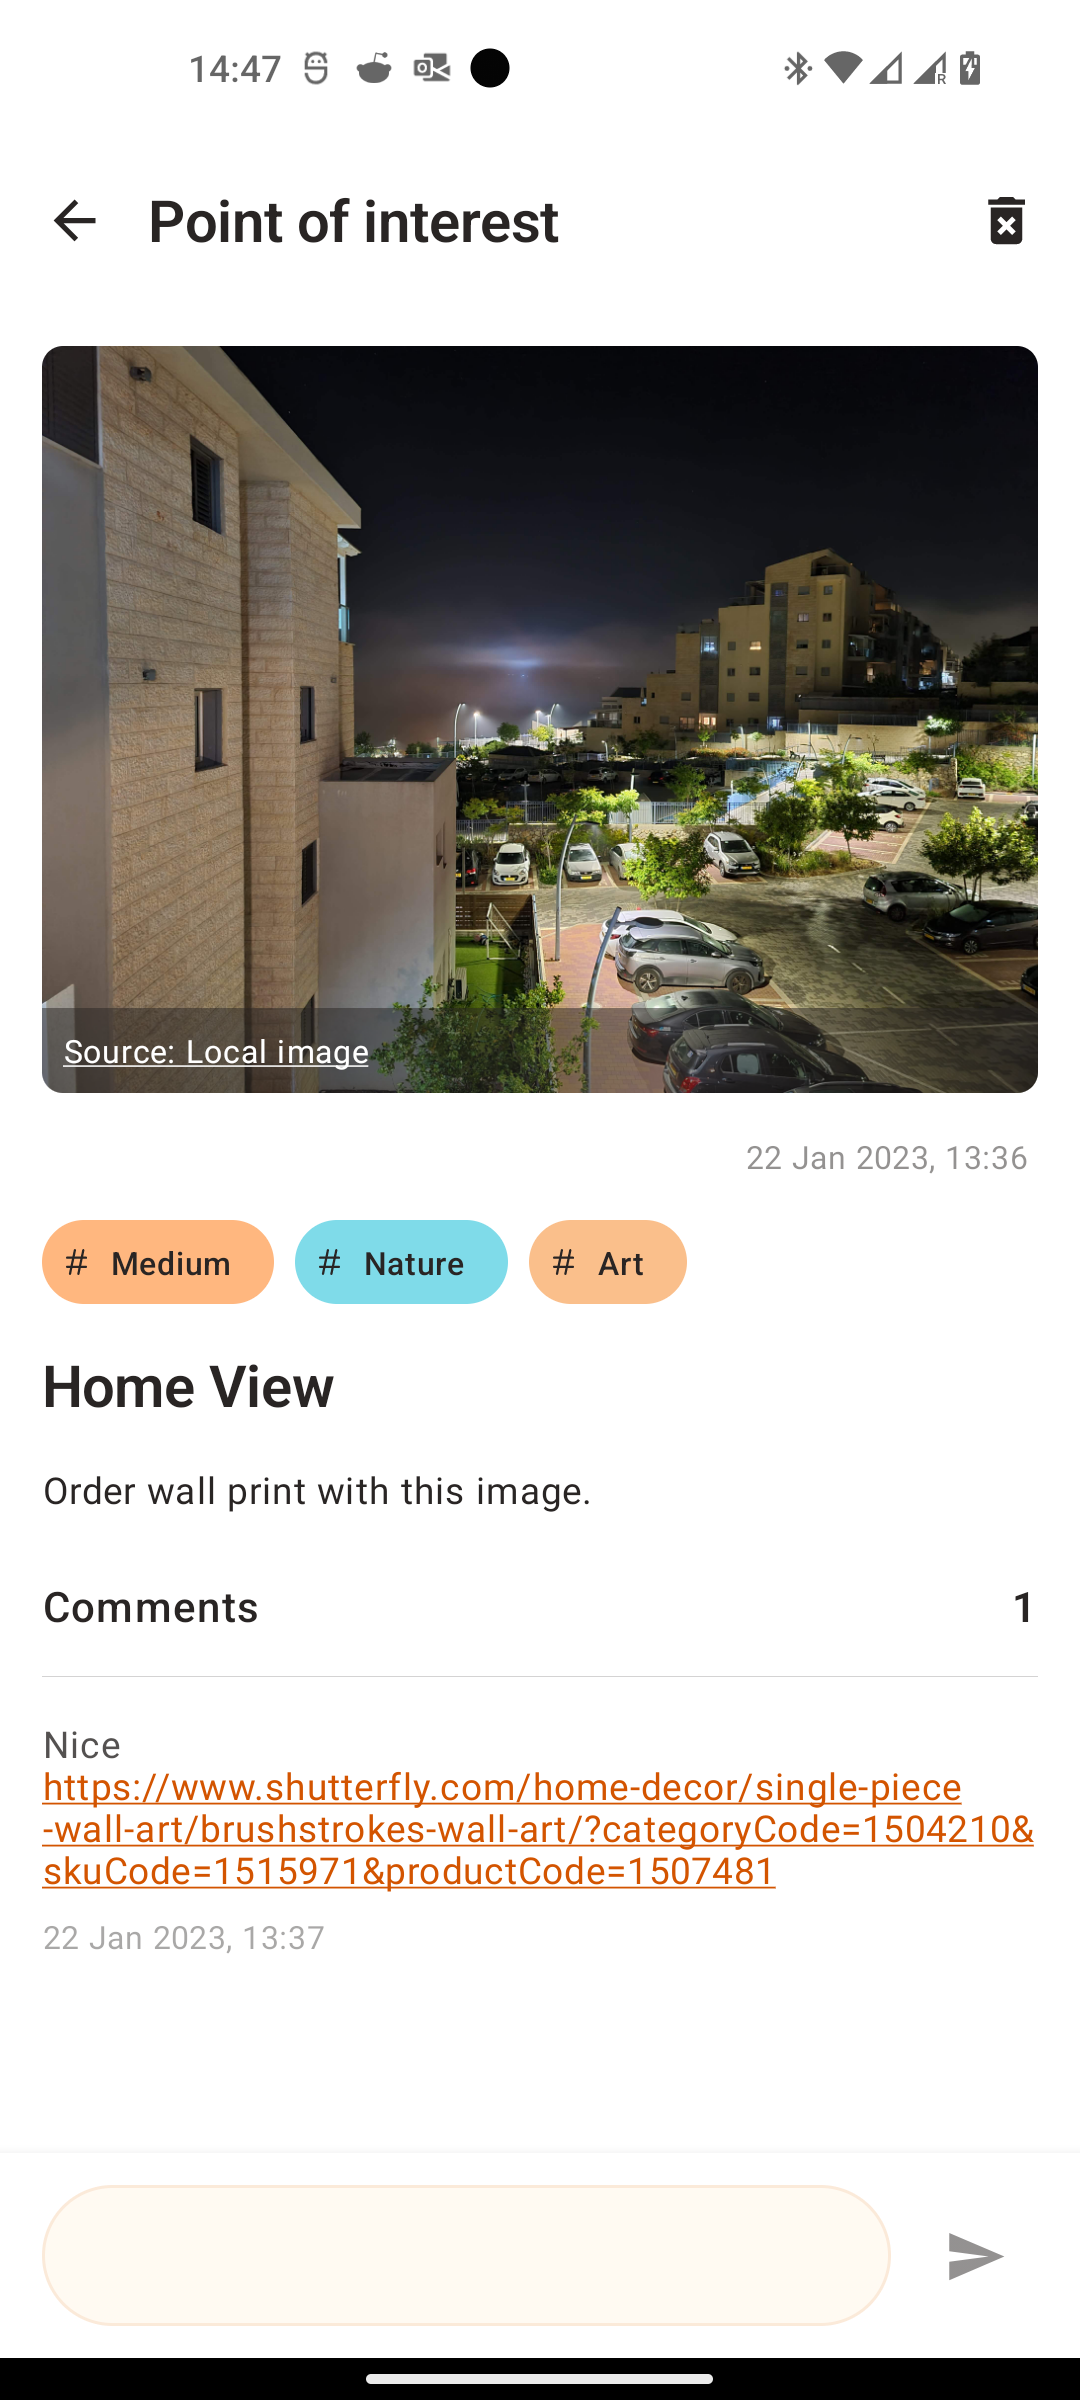 14:47
R
Point of interest
Source: Local image
22 Jan 2023, 13:36
# Medium # Nature # Art
Home View
Order wall print with this image.
Comments 1
Nice
https://www.shutterfly.com/home-decor/single-piece
-wall-art/brushstrokes-wall-art/?categoryCode=1504210&
skuCode=1515971&productCode=1507481
22 Jan 2023, 13:37